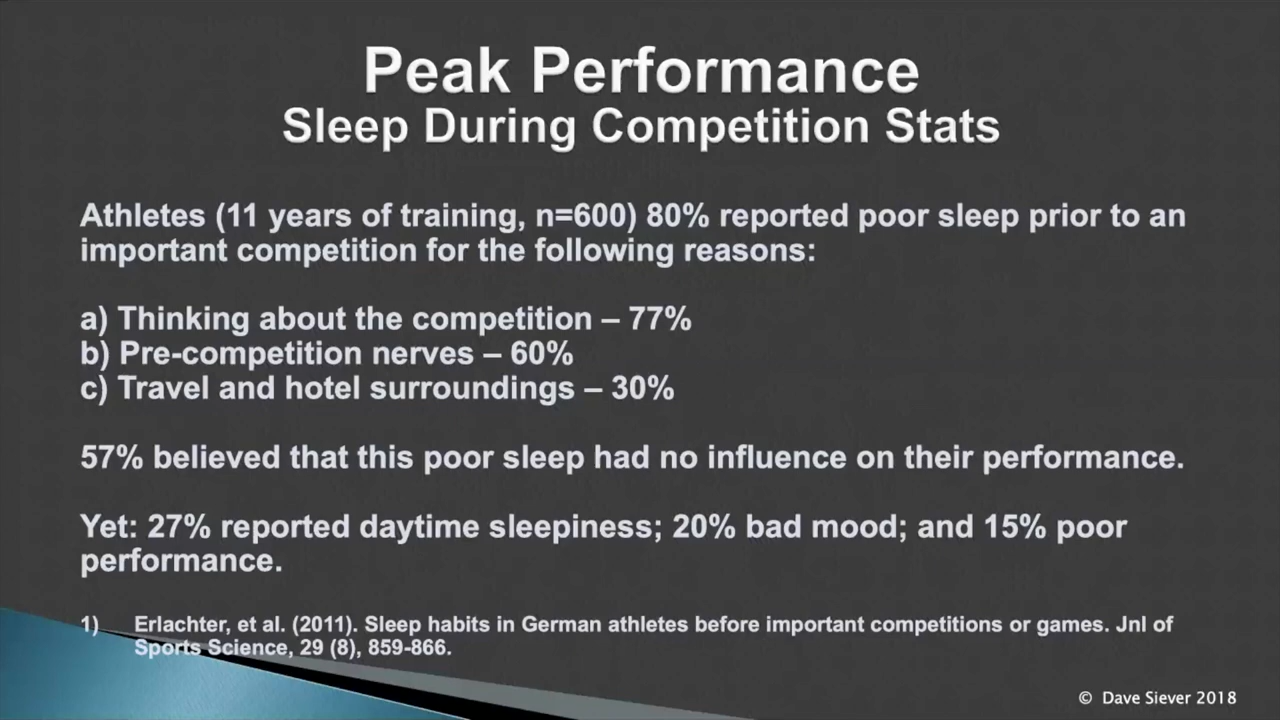 Peak Performance
Sleep During Competition Stats
Athletes (11 years of training, n=600) 80% reported poor sleep prior to an
important competition for the following reasons:
a) Thinking about the competition – 77%
b) Pre-competition nerves – 60%
c) Travel and hotel surroundings – 30%
57% believed that this poor sleep had no influence on their performance.
Yet: 27% reported daytime sleepiness; 20% bad mood; and 15% poor
performance.
1) Erlachter, et al. (2011). Sleep habits in German athletes before important competitions or games. Jnl of
Sports Science, 29 (8), 859-866.
© Dave Siever 2018